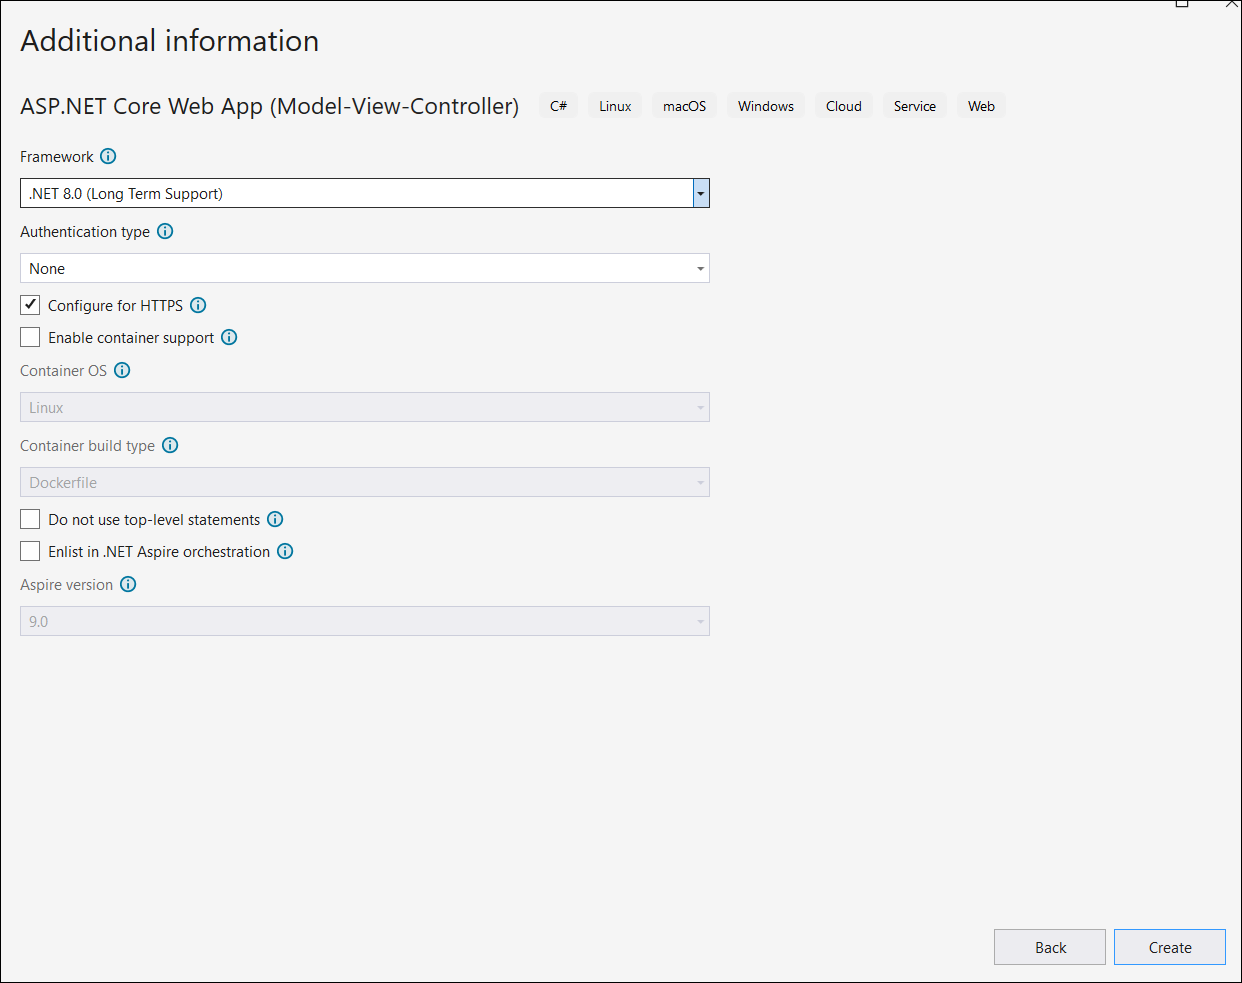 Additional information
ASP.NET Core Web App (Model-View-Controller) C# Linux macOS Windows Cloud Service Web
Framework
.NET 8.0 (Long Term Support)
Authentication type
None
Configure for HTTPS
Enable container support
Container OS
Linux
Container build type
Dockerfile
Do not use top-level statements
Enlist in .NET Aspire orchestration
Aspire version
9.0
Back Create